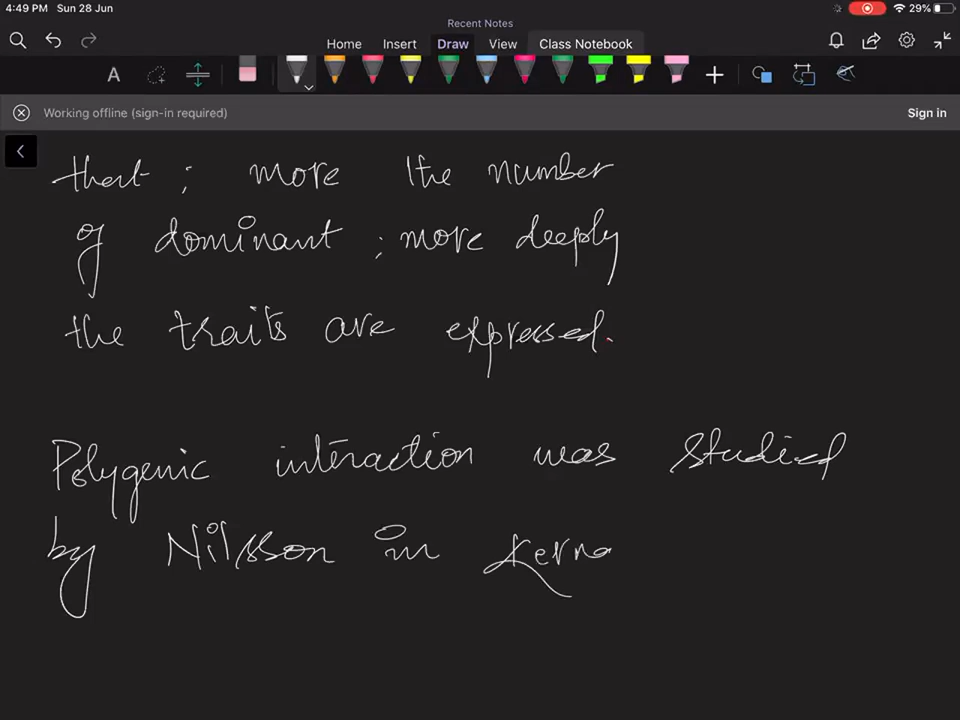 4:49 PM Sun 28 Jun 29%
Recent Notes
Home Insert Draw View Class Notebook
A
Working offline (sign-in required) Sign in
that ; more the number
of dominant ; more deeply
the traits are expressed.
Polygenic interaction was studied
by Nilsson in Kerna